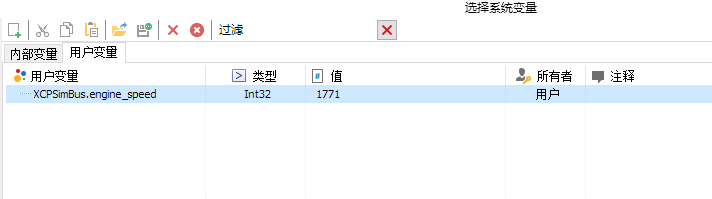 选择系统变量
过滤
内部变量 用户变量
用户变量 类型 值 所有者 注释
XCPSimBus.engine_speed Int32 1771 用户